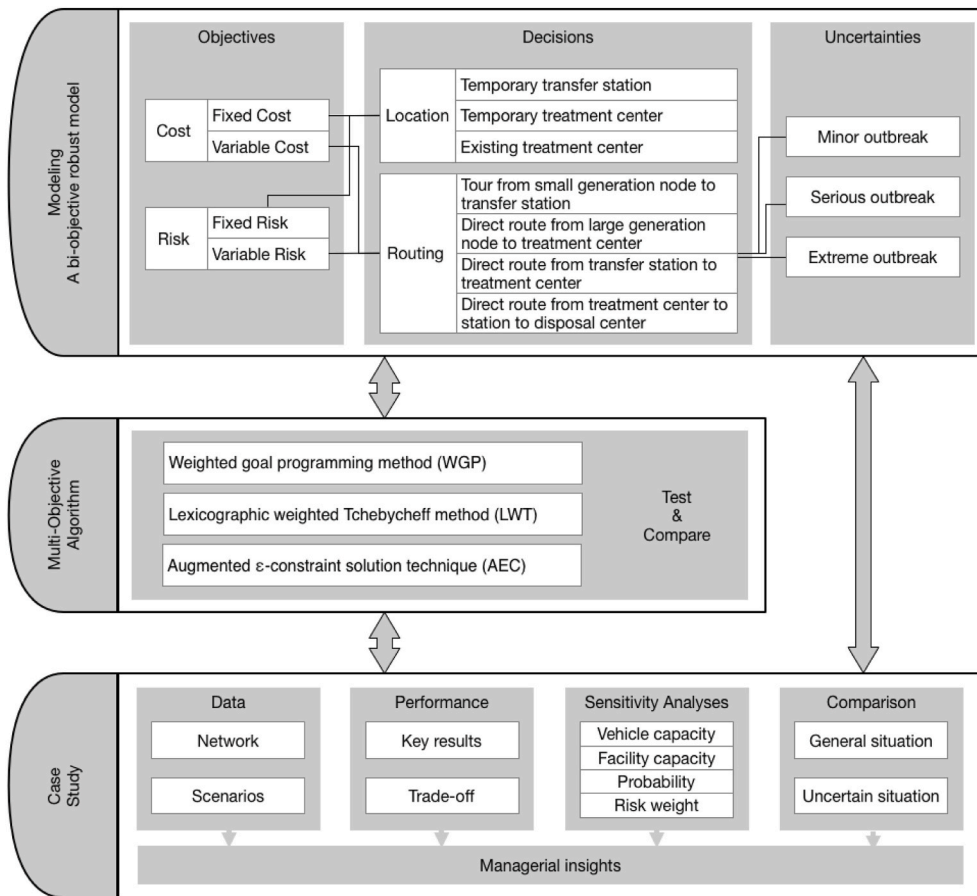 Modeling
A bi-objective robust model
Objectives
Cost
Fixed Cost
Variable Cost
Risk
Fixed Risk
Variable Risk
Decisions
Location
Temporary transfer station
Temporary treatment center
Existing treatment center
Routing
Tour from small generation node to
transfer station
Direct route from large generation
node to treatment center
Direct route from transfer station to
treatment center
Direct route from treatment center to
station to disposal center
Uncertainties
Minor outbreak
Serious outbreak
Extreme outbreak
Multi-Objective
Algorithm
Weighted goal programming method (WGP)
Lexicographic weighted Tchebycheff method (LWT)
Augmented ε-constraint solution technique (AEC)
Test
&
Compare
Case
Study
Data
Network
Scenarios
Performance
Key results
Trade-off
Sensitivity Analyses
Vehicle capacity
Facility capacity
Probability
Risk weight
Comparison
General situation
Uncertain situation
Managerial insights